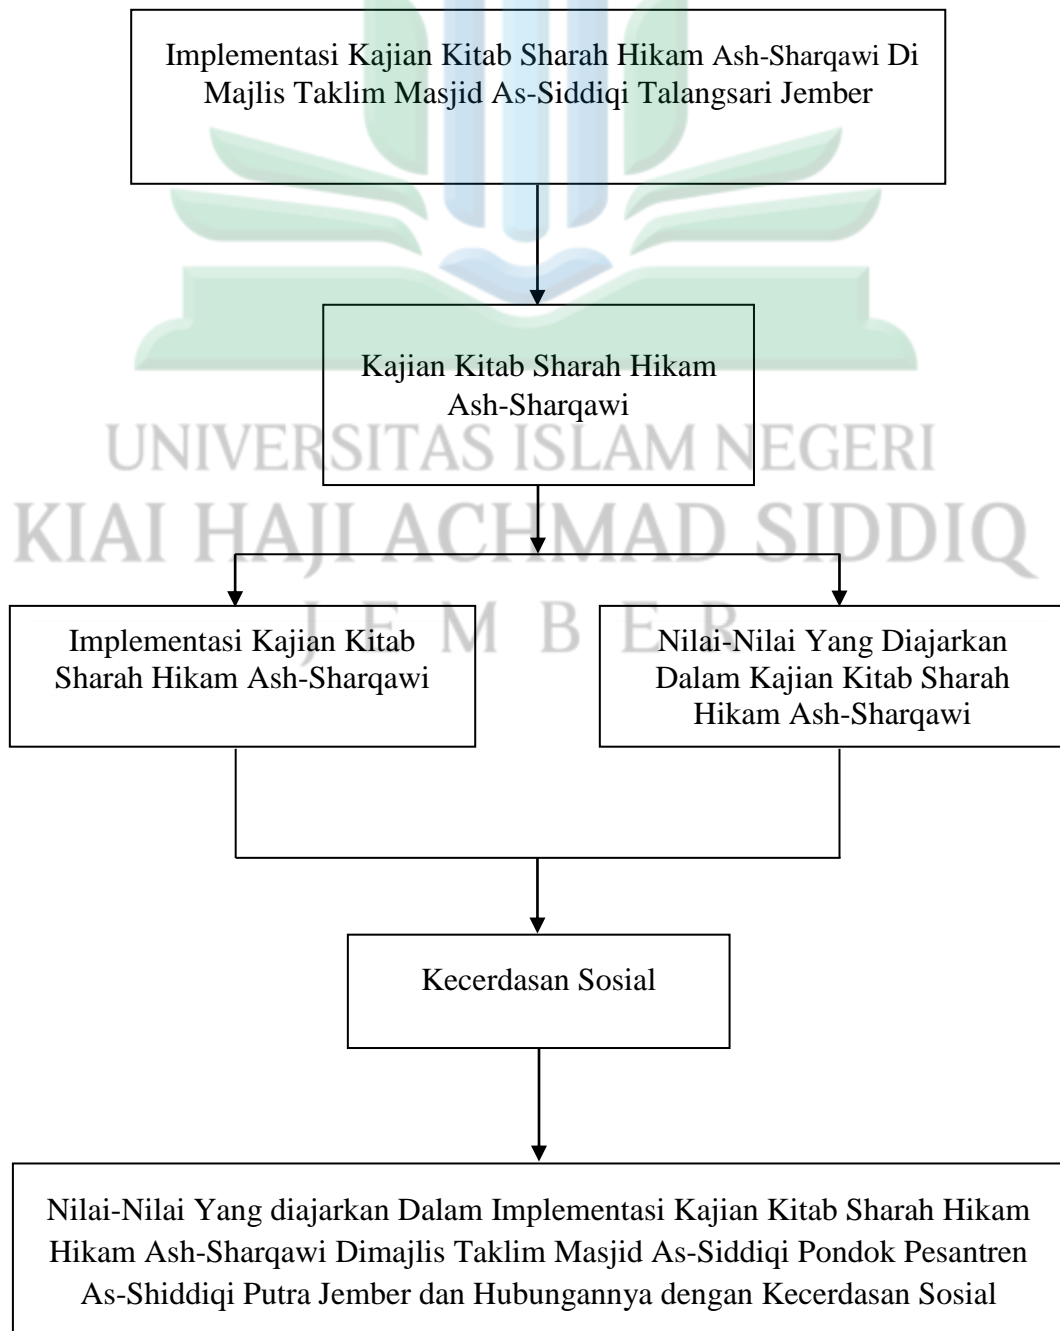 Implementasi Kajian Kitab Sharah Hikam Ash-Sharqawi Di
Majlis Taklim Masjid As-Siddiqi Talangsari Jember
Kajian Kitab Sharah Hikam
Ash-Sharqawi
UNIVERSITAS ISLAM NEGERI
KIAI HAJI ACHMAD SIDDIQ
JEMBER
Implementasi Kajian Kitab
Sharah Hikam Ash-Sharqawi
Nilai-Nilai Yang Diajarkan
Dalam Kajian Kitab Sharah
Hikam Ash-Sharqawi
Kecerdasan Sosial
Nilai-Nilai Yang diajarkan Dalam Implementasi Kajian Kitab Sharah Hikam
Hikam Ash-Sharqawi Dimajlis Taklim Masjid As-Siddiqi Pondok Pesantren
As-Shiddiqi Putra Jember dan Hubungannya dengan Kecerdasan Sosial